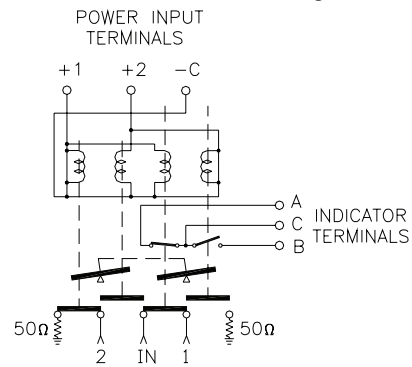 POWER INPUT
TERMINALS
+1 +2 -C
A
C
B
INDICATOR
TERMINALS
50Ω 50Ω
2 IN 1